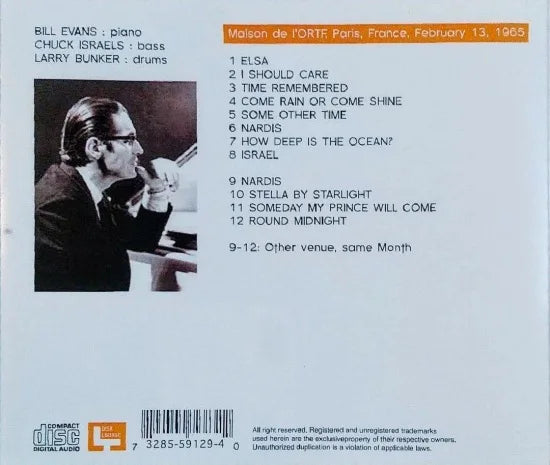 BILL EVANS : piano
CHUCK ISRAELS : bass
LARRY BUNKER : drums
Maison de l'ORTF, Paris, France, February 13, 1965
1 ELSA
2 I SHOULD CARE
3 TIME REMEMBERED
4 COME RAIN OR COME SHINE
5 SOME OTHER TIME
6 NARDIS
7 HOW DEEP IS THE OCEAN?
8 ISRAEL
9 NARDIS
10 STELLA BY STARLIGHT
11 SOMEDAY MY PRINCE WILL COME
12 ROUND MIDNIGHT
9-12: Other venue, same Month
COMPACT
disc
DIGITAL AUDIO
DISK
LOUNGE
7 3285-59129-4 0
All right reserved. Registred and unregistred trademarks
used herein are the exclusiveproperty of their respective owners.
Unauthorized duplication is a violation of applicable laws.